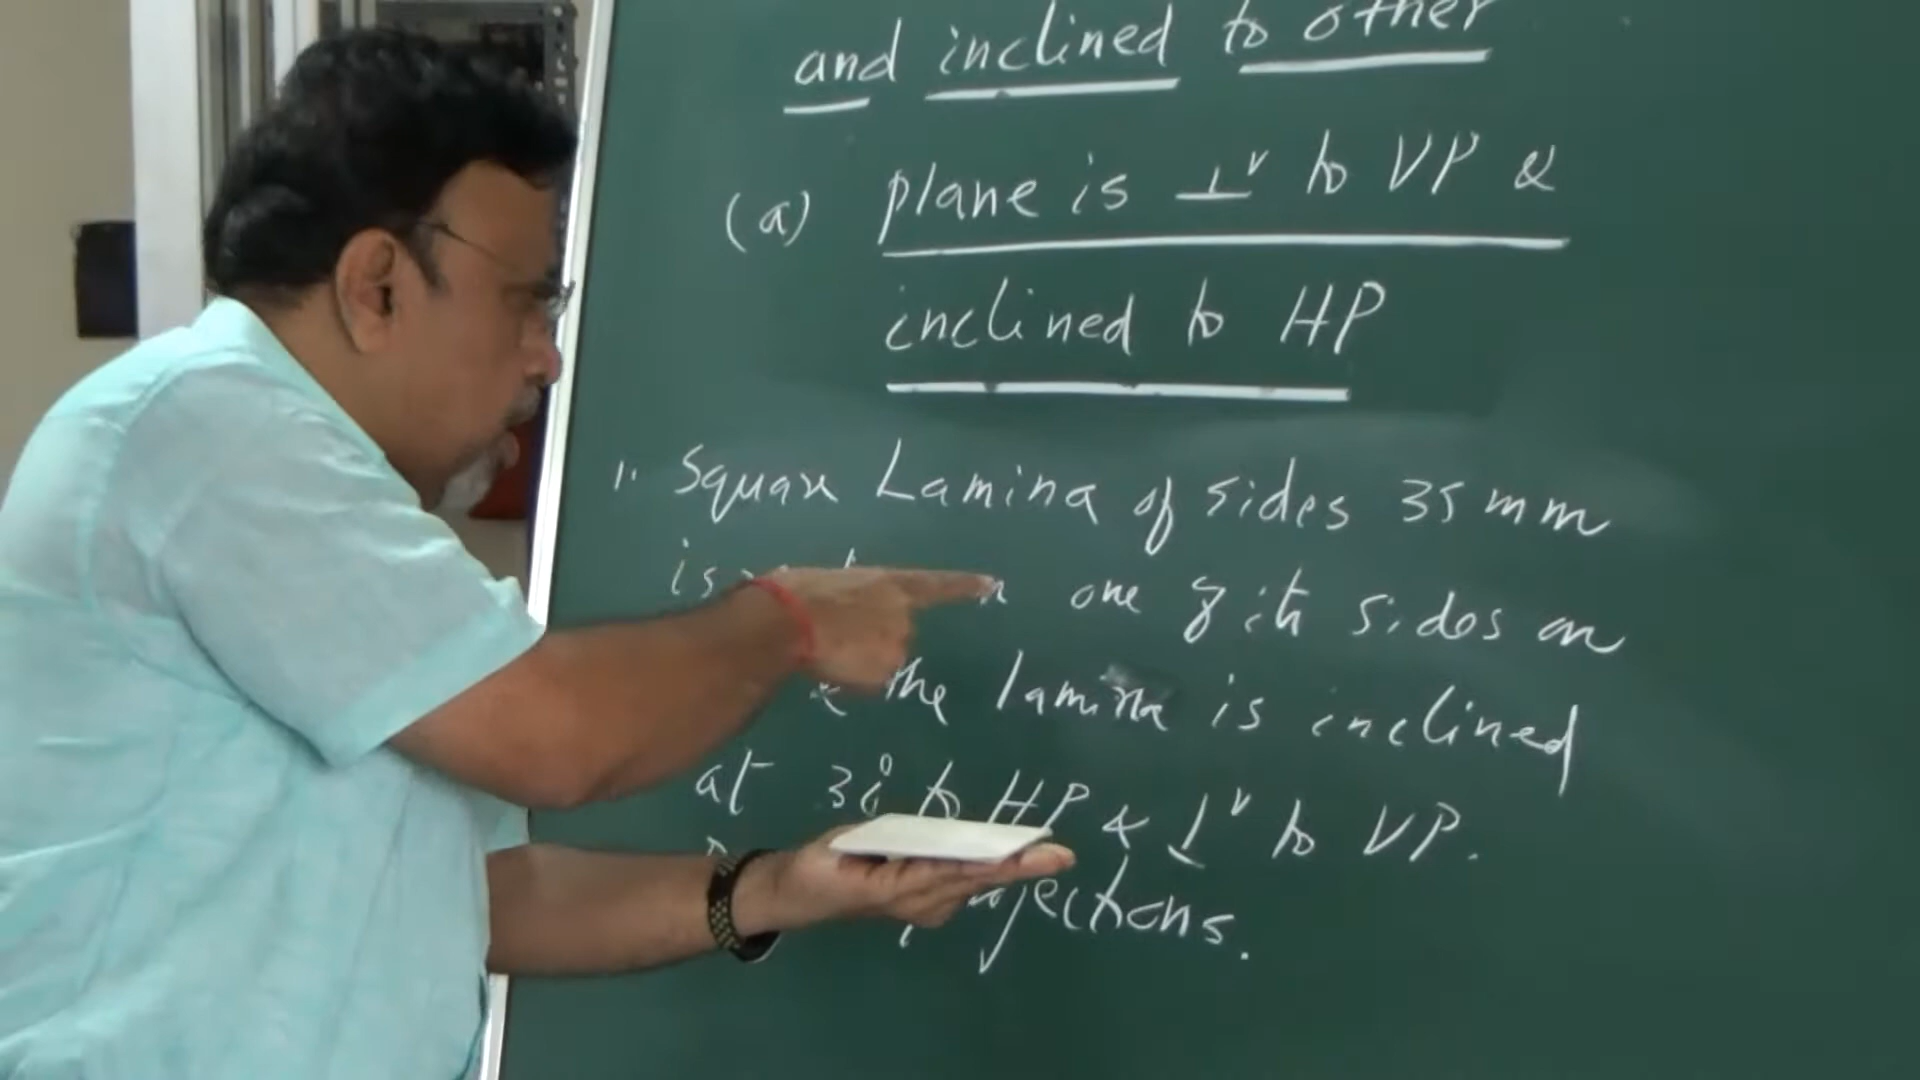 and inclined to other
(a) plane is ⊥r to VP &
inclined to HP
1. Square Lamina of sides 35 mm
is one of its sides on
& the lamina is inclined
at 30° to HP & ⊥r to VP.
projections.